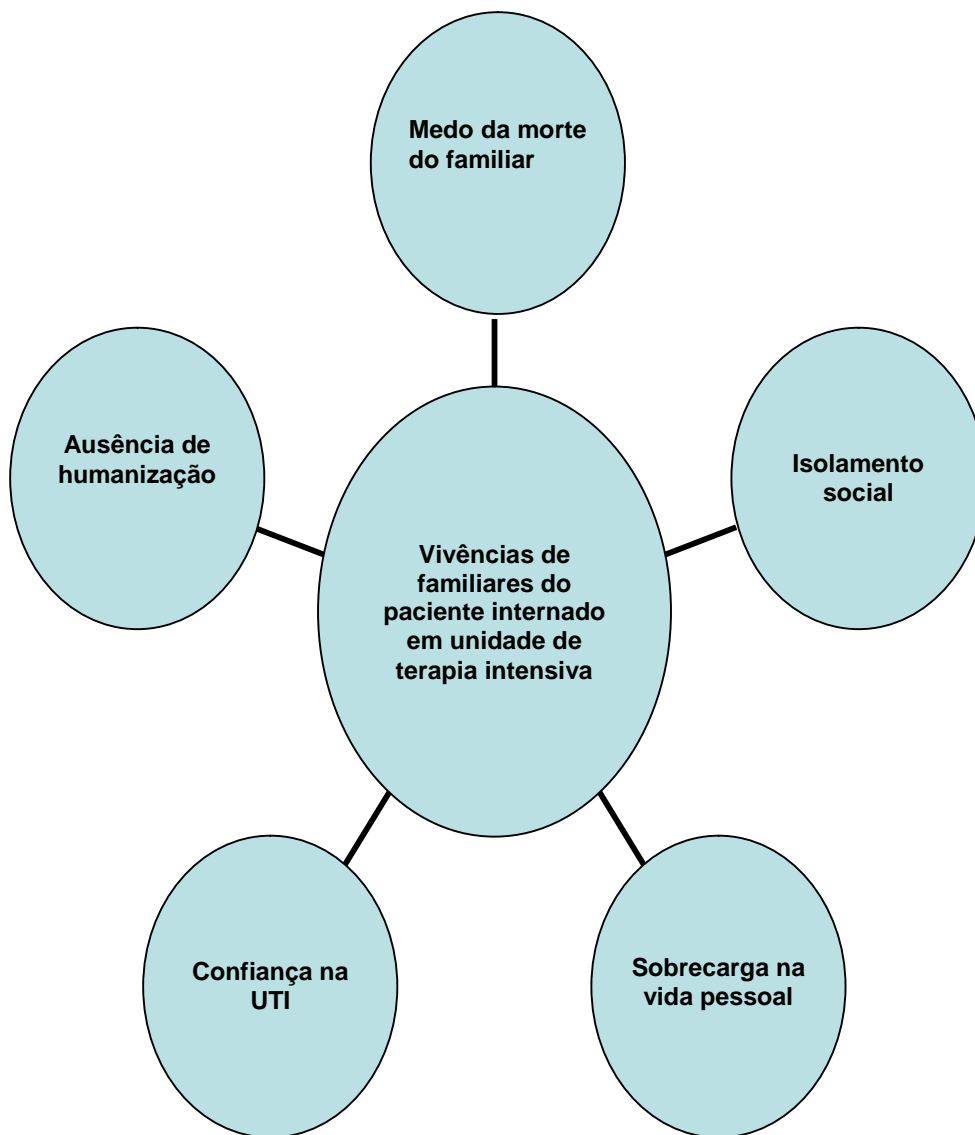 Medo da morte
do familiar
Ausência de
humanização
Isolamento
social
Vivências de
familiares do
paciente internado
em unidade de
terapia intensiva
Confiança na
UTI
Sobrecarga na
vida pessoal